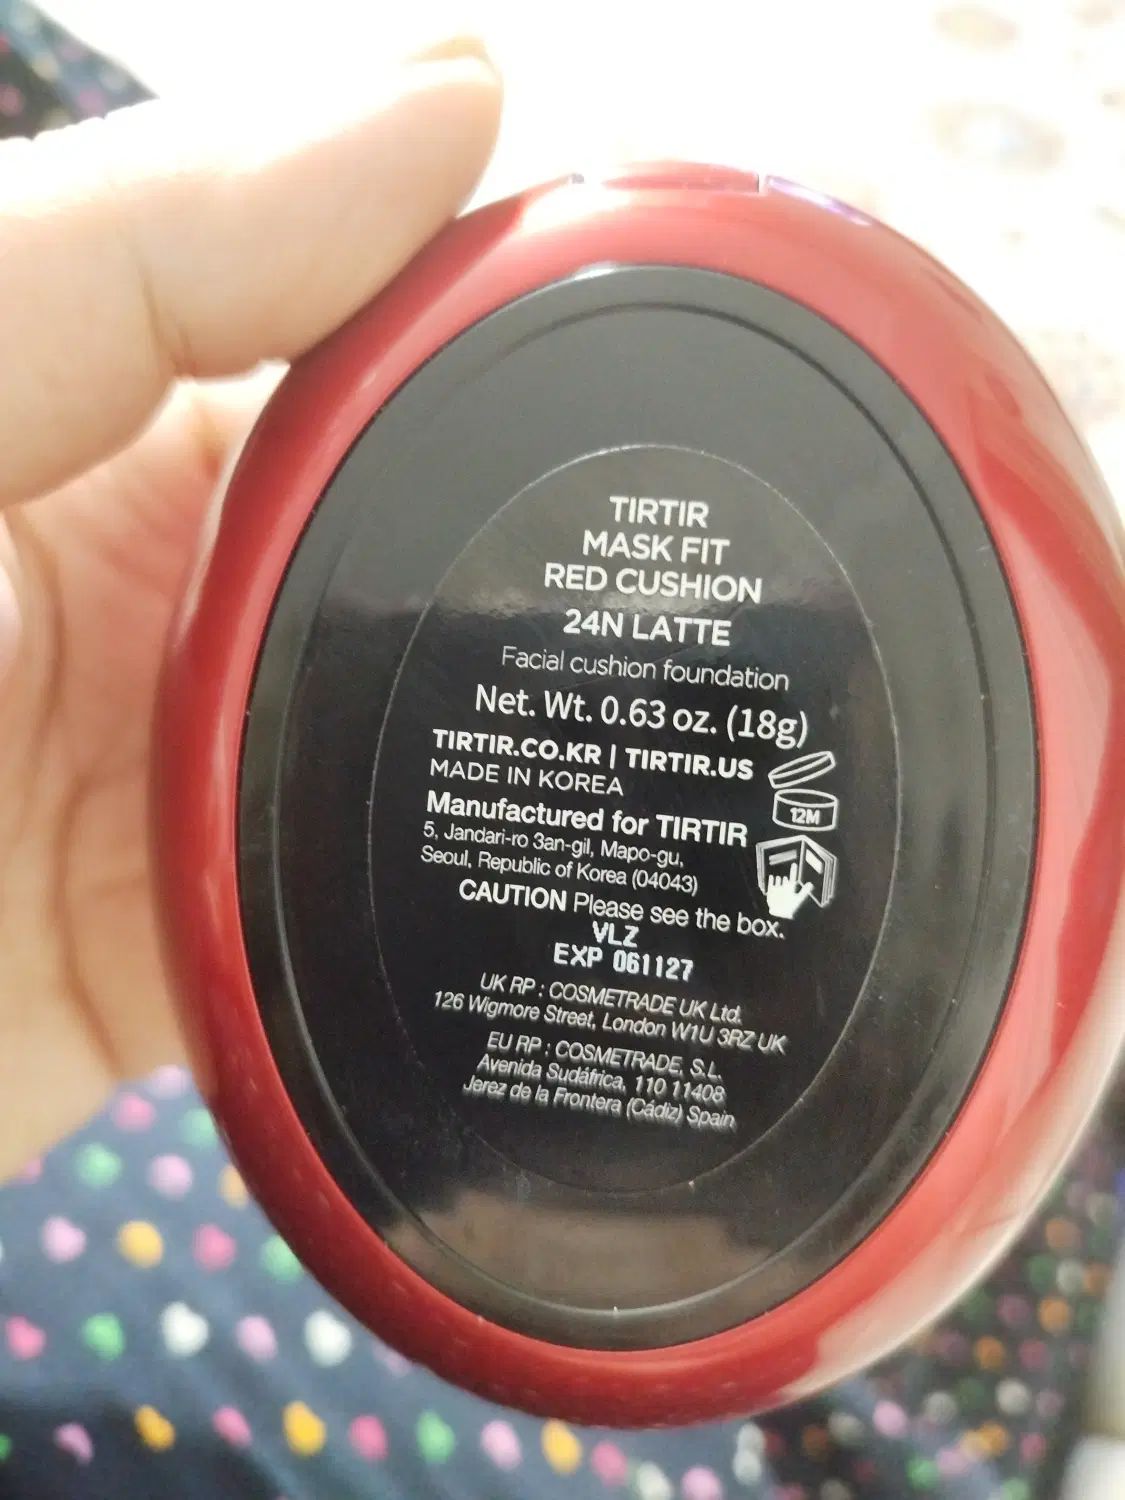 TIRTIR
MASK FIT
RED CUSHION
24N LATTE
Facial cushion foundation
Net. Wt. 0.63 oz. (18g)
TIRTIR.CO.KR | TIRTIR.US
MADE IN KOREA
12M
Manufactured for TIRTIR
5, Jandari-ro 3an-gil, Mapo-gu,
Seoul, Republic of Korea (04043)
CAUTION Please see the box.
VLZ
EXP 061127
UK RP : COSMETRADE UK Ltd.
126 Wigmore Street, London W1U 3RZ UK
EU RP : COSMETRADE, S.L.
Avenida Sudáfrica, 110 11408
Jerez de la Frontera (Cádiz) Spain